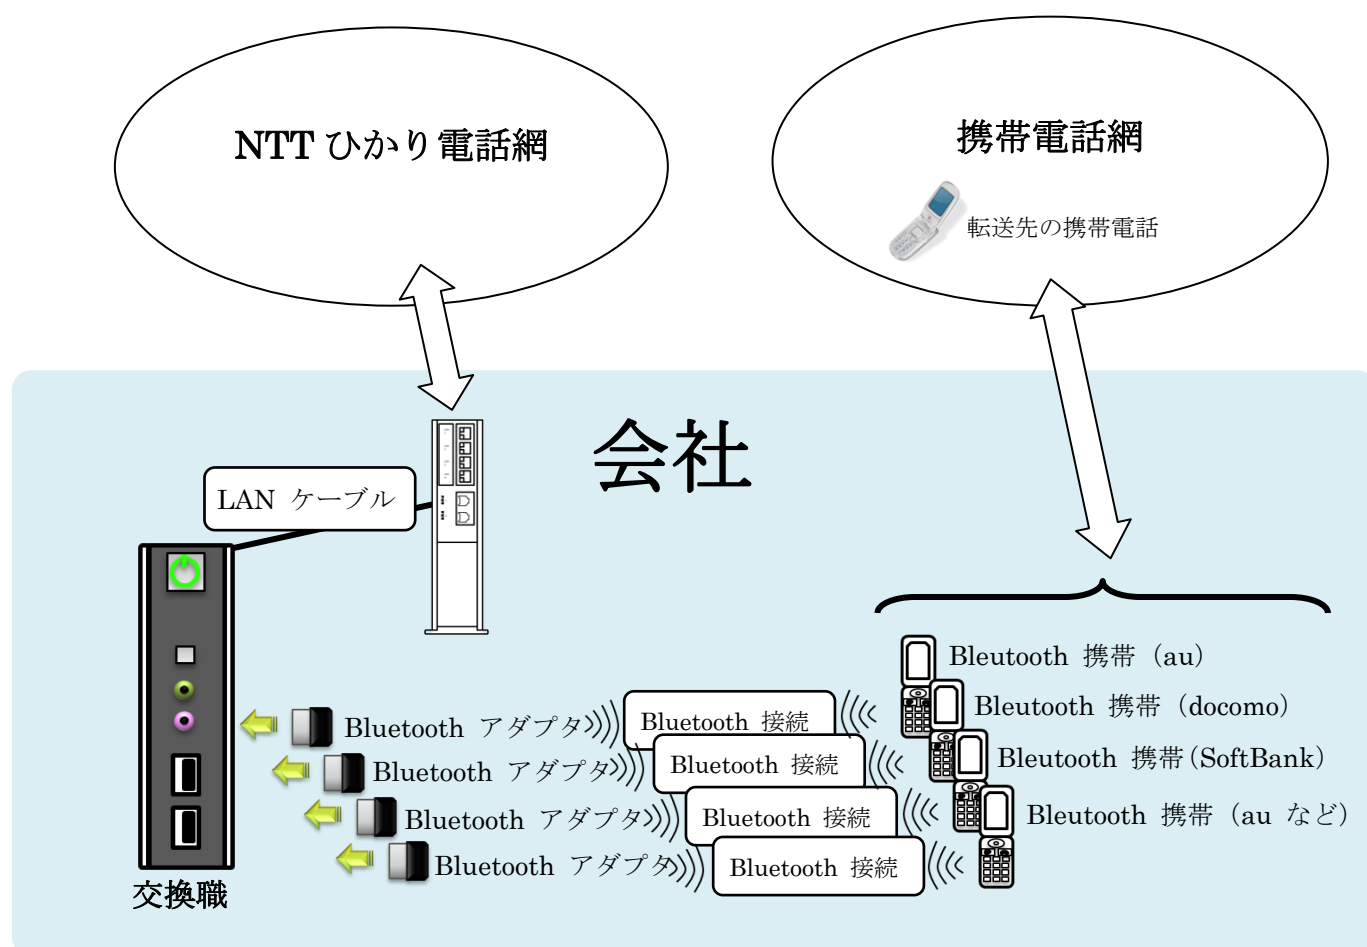 NTT ひかり電話網
携帯電話網
転送先の携帯電話
会社
LAN ケーブル
Bleutooth 携帯（au）
Bluetooth アダプタ
Bluetooth 接続
Bleutooth 携帯（docomo）
Bluetooth アダプタ
Bluetooth 接続
Bleutooth 携帯（SoftBank）
Bluetooth アダプタ
Bluetooth 接続
Bleutooth 携帯（au など）
Bluetooth アダプタ
Bluetooth 接続
交換職